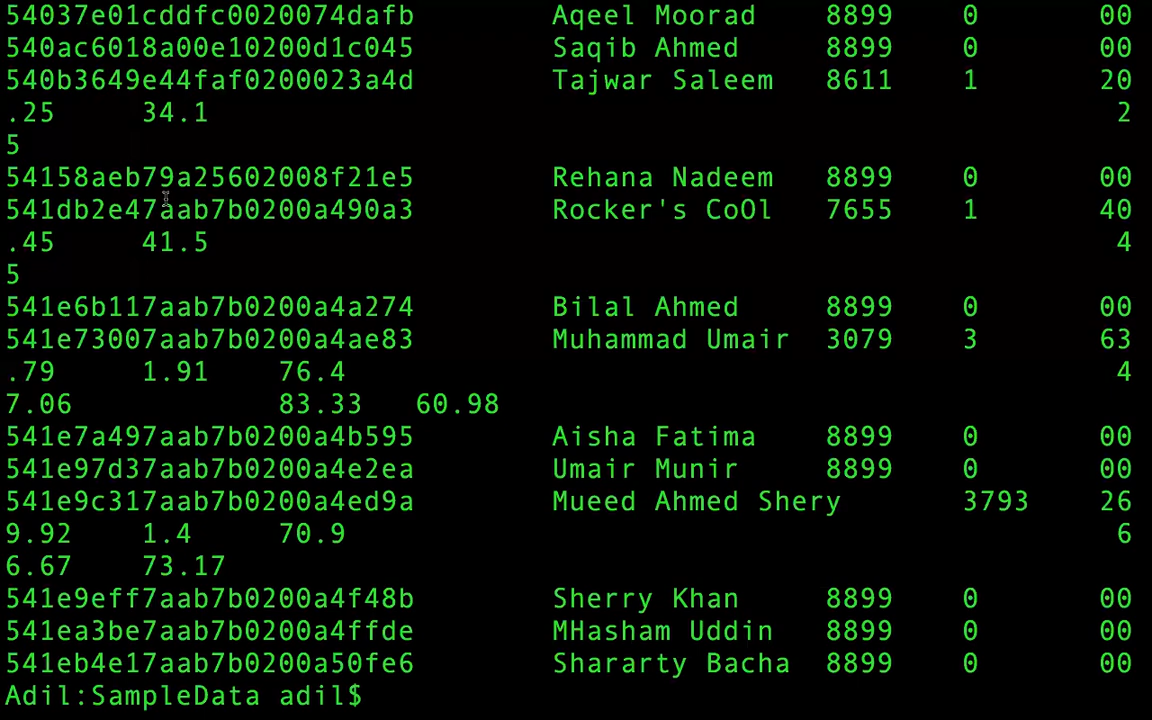 54037e01cddfc0020074dafb Aqeel Moorad 8899 0 00
540ac6018a00e10200d1c045 Saqib Ahmed 8899 0 00
540b3649e44faf0200023a4d Tajwar Saleem 8611 1 20
.25 34.1 2
5
54158aeb79a25602008f21e5 Rehana Nadeem 8899 0 00
541db2e47aab7b0200a490a3 Rocker's CoOl 7655 1 40
.45 41.5 4
5
541e6b117aab7b0200a4a274 Bilal Ahmed 8899 0 00
541e73007aab7b0200a4ae83 Muhammad Umair 3079 3 63
.79 1.91 76.4 4
7.06 83.33 60.98
541e7a497aab7b0200a4b595 Aisha Fatima 8899 0 00
541e97d37aab7b0200a4e2ea Umair Munir 8899 0 00
541e9c317aab7b0200a4ed9a Mueed Ahmed Shery 3793 26
9.92 1.4 70.9 6
6.67 73.17
541e9eff7aab7b0200a4f48b Sherry Khan 8899 0 00
541ea3be7aab7b0200a4ffde MHasham Uddin 8899 0 00
541eb4e17aab7b0200a50fe6 Shararty Bacha 8899 0 00
Adil:SampleData adil$